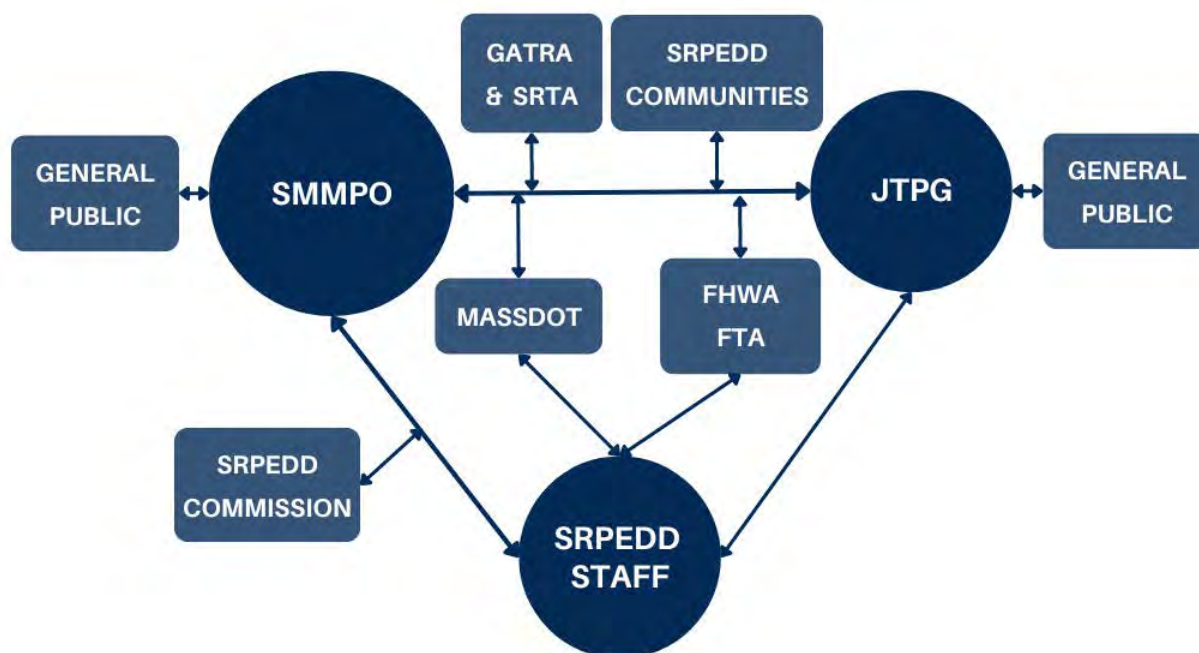 GATRA
& SRTA
SRPEDD
COMMUNITIES
GENERAL
PUBLIC
SMMPO
JTPG
GENERAL
PUBLIC
MASSDOT
FHWA
FTA
SRPEDD
COMMISSION
SRPEDD
STAFF